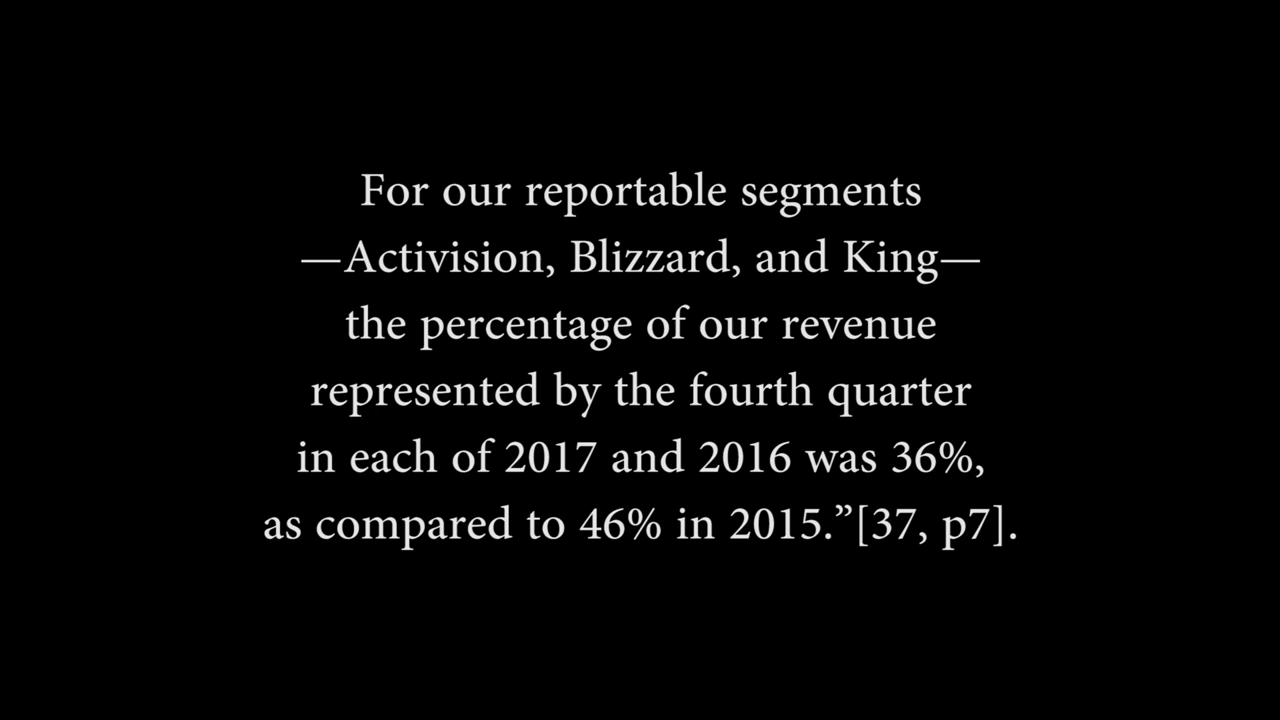 For our reportable segments
—Activision, Blizzard, and King—
the percentage of our revenue
represented by the fourth quarter
in each of 2017 and 2016 was 36%,
as compared to 46% in 2015.”[37, p7].